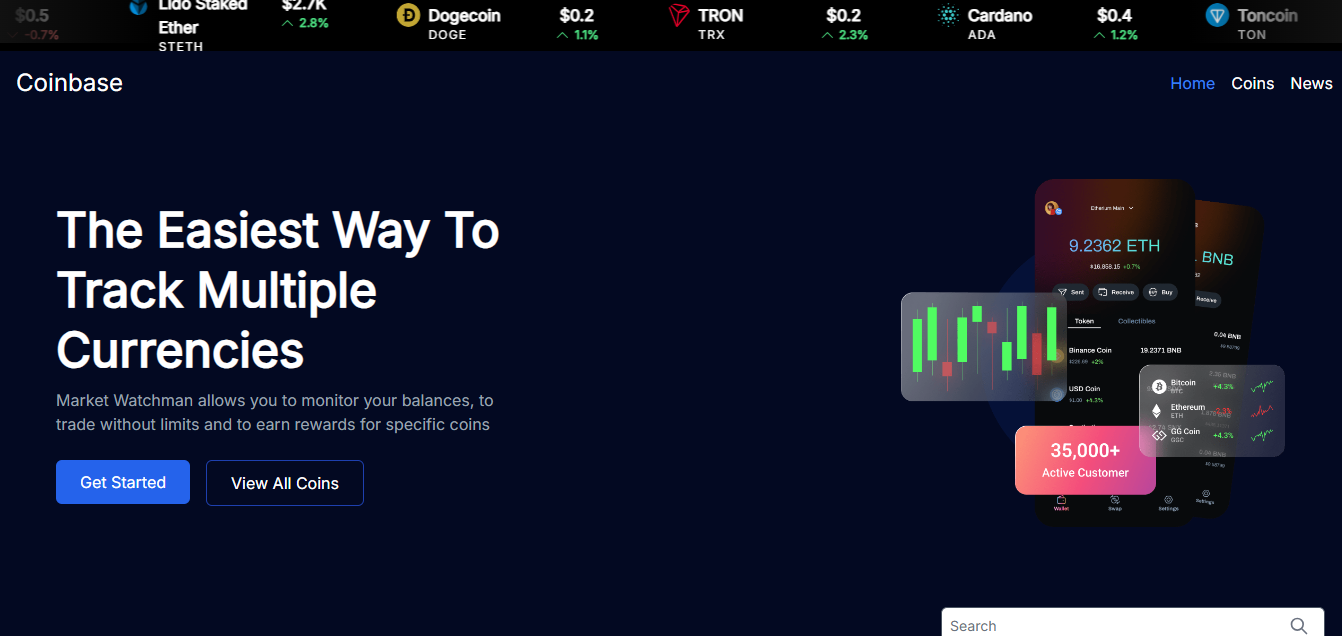 $0.5
-0.7%
Lido Staked
Ether
STETH
$2.7K
2.8%
Dogecoin
DOGE
$0.2
1.1%
TRON
TRX
$0.2
2.3%
Cardano
ADA
$0.4
1.2%
Toncoin
TON
Coinbase
Home Coins News
The Easiest Way To
Track Multiple
Currencies
Market Watchman allows you to monitor your balances, to
trade without limits and to earn rewards for specific coins
Get Started
View All Coins
Etherium Main
9.2362 ETH
$16,858.15 +0.7%
Sent
Receive
Buy
Token
Collectibles
Binance Coin
19.2371 BNB
+2%
USD Coin
$1.00 +4.3%
BNB
Receive
0.04 BNB
Bitcoin
BTC
+4.3%
Ethereum
ETH
GG Coin
GGC
+4.3%
35,000+
Active Customer
Wallet
Swap
Settings
Settings
Search